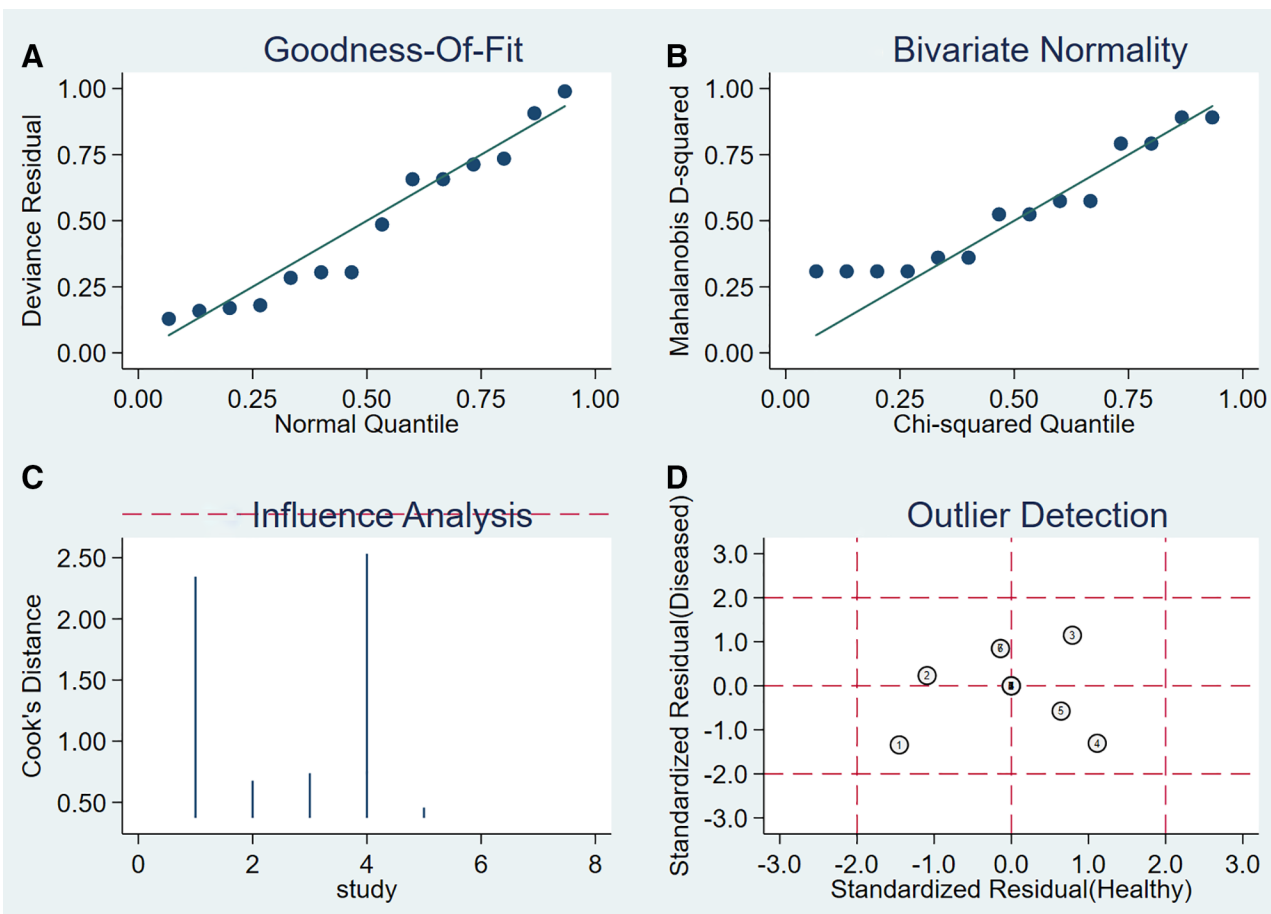 A
Goodness-Of-Fit
Deviance Residual
1.00
0.75
0.50
0.25
0.00
0.00 0.25 0.50 0.75 1.00
Normal Quantile
B
Bivariate Normality
Mahalanobis D-squared
1.00
0.75
0.50
0.25
0.00
0.00 0.25 0.50 0.75 1.00
Chi-squared Quantile
C
Influence Analysis
Cook's Distance
2.50
2.00
1.50
1.00
0.50
0 2 4 6 8
study
D
Outlier Detection
Standardized Residual(Diseased)
3.0
2.0
1.0
0.0
-1.0
-2.0
-3.0
3
2
5
1
4
-3.0 -2.0 -1.0 0.0 1.0 2.0 3.0
Standardized Residual(Healthy)